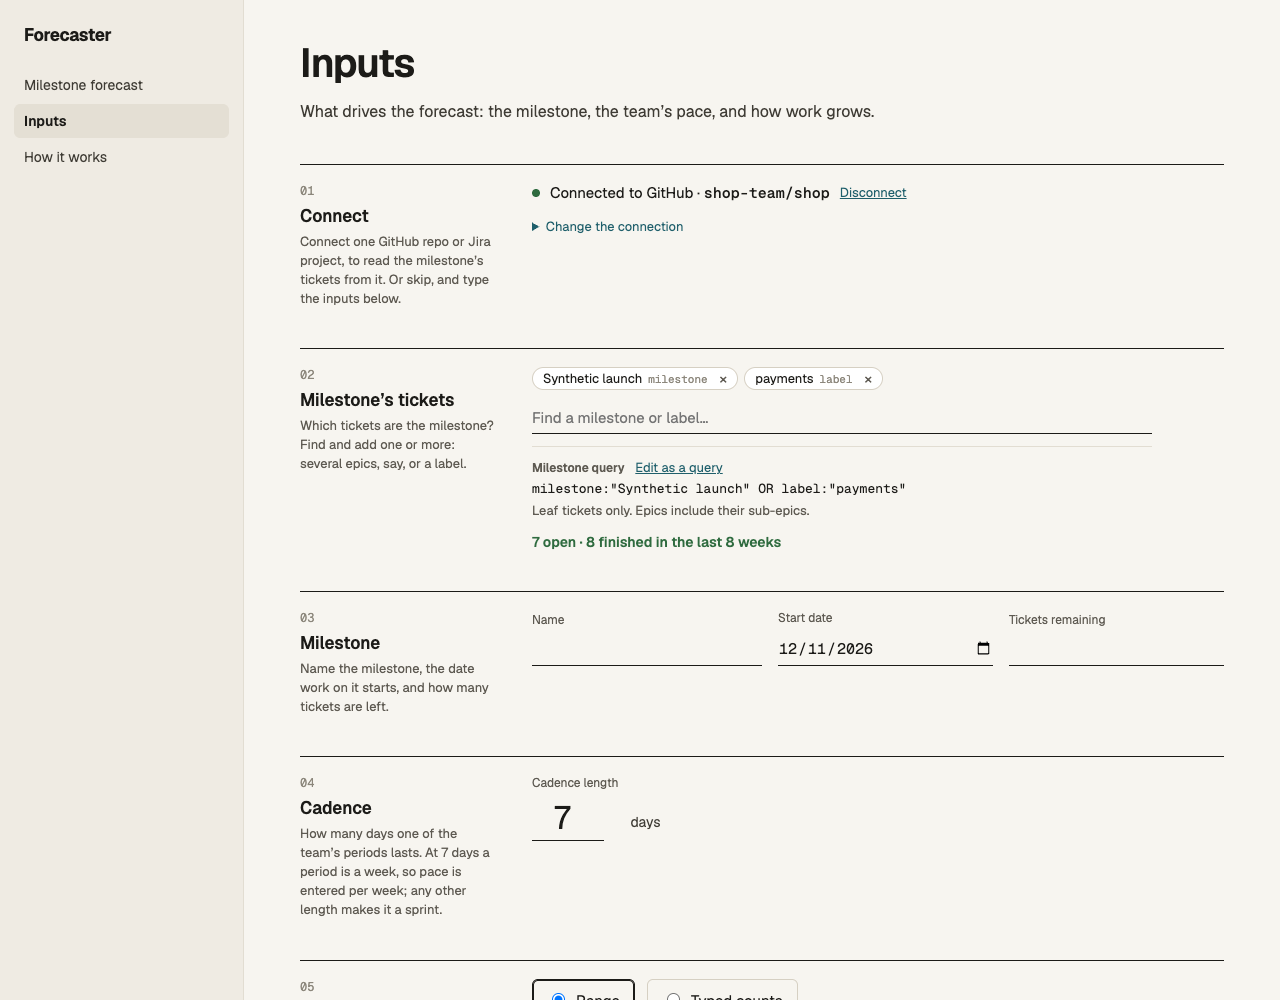 Forecaster
Milestone forecast
Inputs
How it works
Inputs
What drives the forecast: the milestone, the team’s pace, and how work grows.
01
Connect
Connect one GitHub repo or Jira
project, to read the milestone’s
tickets from it. Or skip, and type
the inputs below.
Connected to GitHub · shop-team/shop Disconnect
▶ Change the connection
02
Milestone’s tickets
Which tickets are the milestone?
Find and add one or more:
several epics, say, or a label.
Synthetic launch milestone × payments label ×
Find a milestone or label…
Milestone query Edit as a query
milestone:"Synthetic launch" OR label:"payments"
Leaf tickets only. Epics include their sub-epics.
7 open · 8 finished in the last 8 weeks
03
Milestone
Name the milestone, the date
work on it starts, and how many
tickets are left.
Name
Start date
12/11/2026
Tickets remaining
04
Cadence
How many days one of the
team’s periods lasts. At 7 days a
period is a week, so pace is
entered per week; any other
length makes it a sprint.
Cadence length
7 days
05
Range
Typed counts